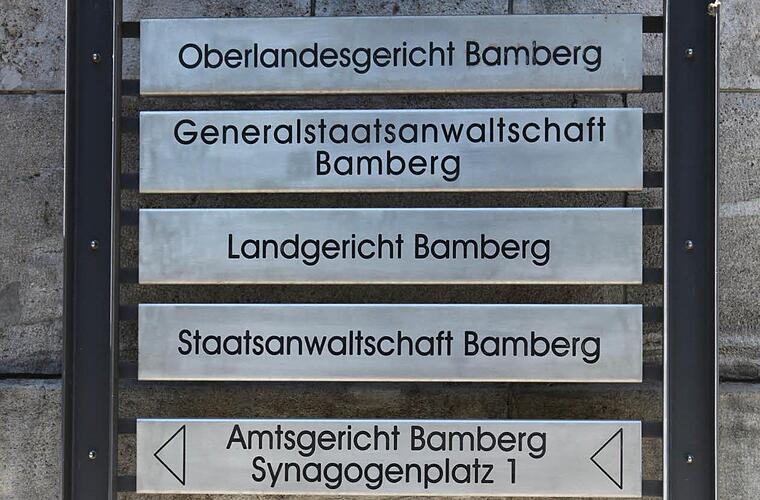 Oberlandesgericht Bamberg
Generalstaatsanwaltschaft
Bamberg
Landgericht Bamberg
Staatsanwaltschaft Bamberg
Amtsgericht Bamberg
Synagogenplatz 1